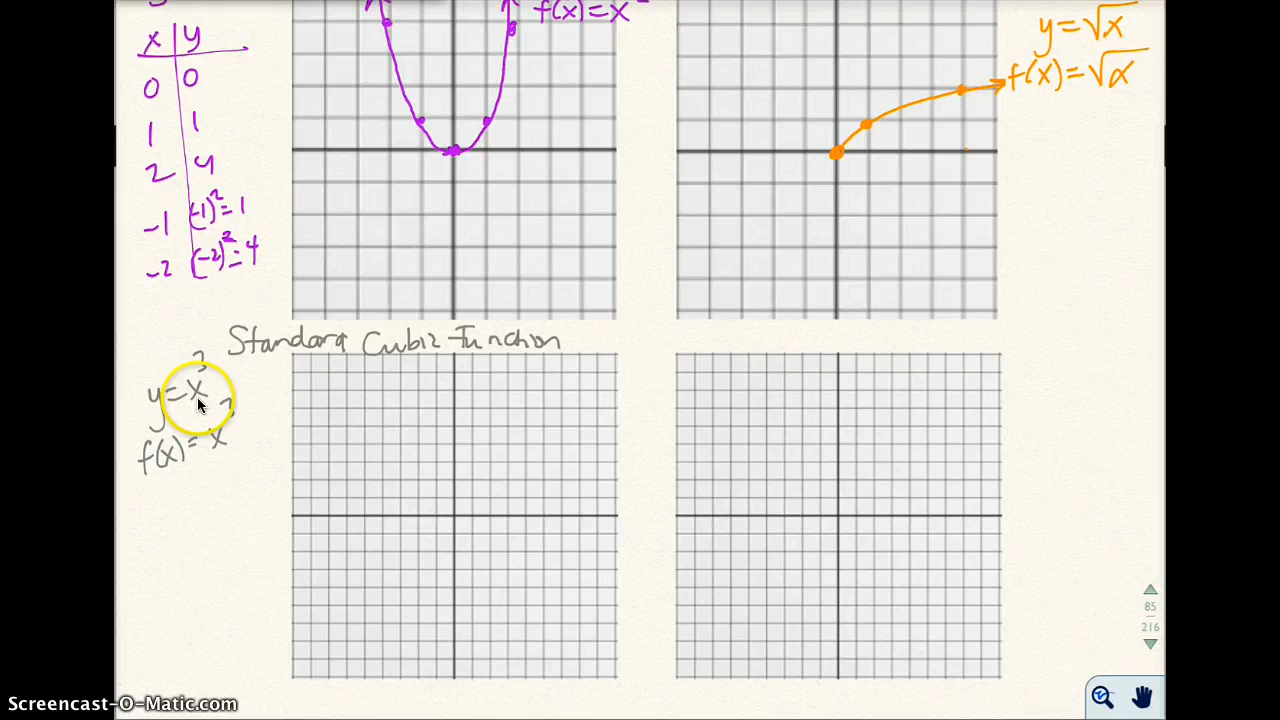 x y
0 0
1 1
2 4
-1 (-1)²=1
-2 (-2)²=4
f(x)=x
y=√x
f(x)=√x
Standard Cubic Function
y=x³
f(x)=x³
85
216
Screencast-O-Matic.com